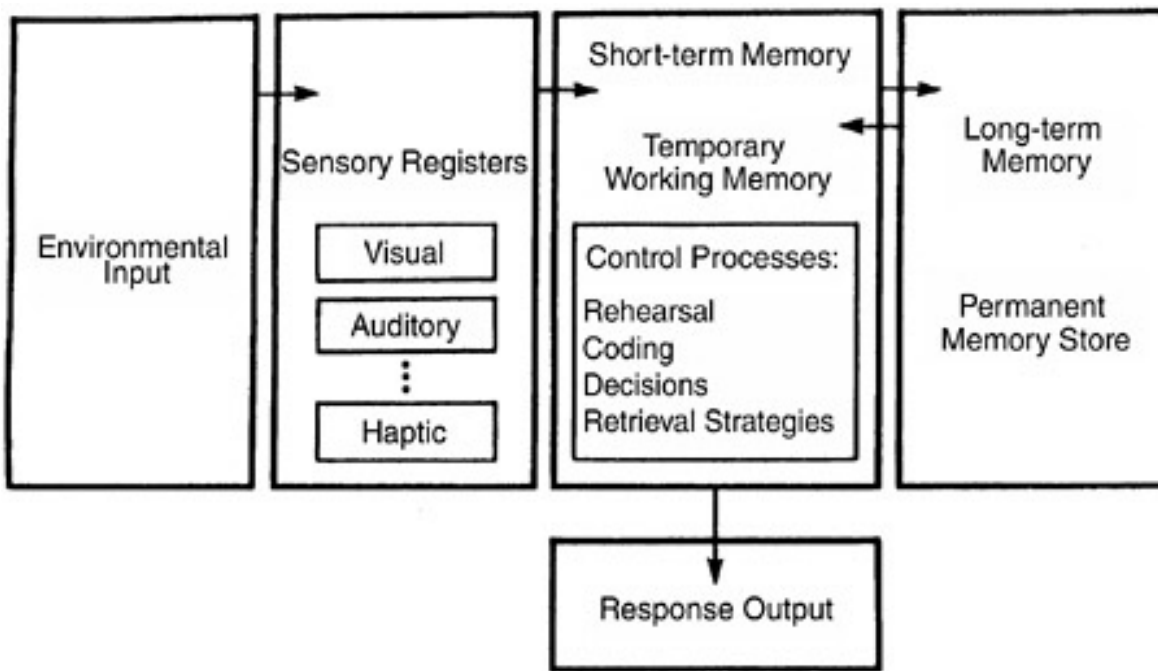 Environmental
Input
Sensory Registers
Visual
Auditory
Haptic
Short-term Memory
Temporary
Working Memory
Control Processes:
Rehearsal
Coding
Decisions
Retrieval Strategies
Long-term
Memory
Permanent
Memory Store
Response Output